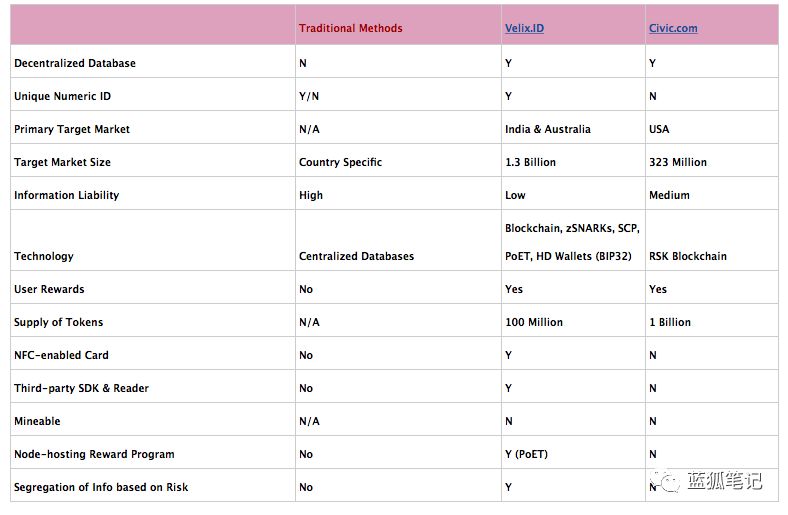 Traditional Methods Velix.ID Civic.com
Decentralized Database N Y Y
Unique Numeric ID Y/N Y N
Primary Target Market N/A India & Australia USA
Target Market Size Country Specific 1.3 Billion 323 Million
Information Liability High Low Medium
Blockchain, zSNARKs, SCP,
Technology Centralized Databases PoET, HD Wallets (BIP32) RSK Blockchain
User Rewards No Yes Yes
Supply of Tokens N/A 100 Million 1 Billion
NFC-enabled Card No Y N
Third-party SDK & Reader No Y N
Mineable N/A N N
Node-hosting Reward Program No Y (PoET) N
Segregation of Info based on Risk No Y N
蓝狐笔记